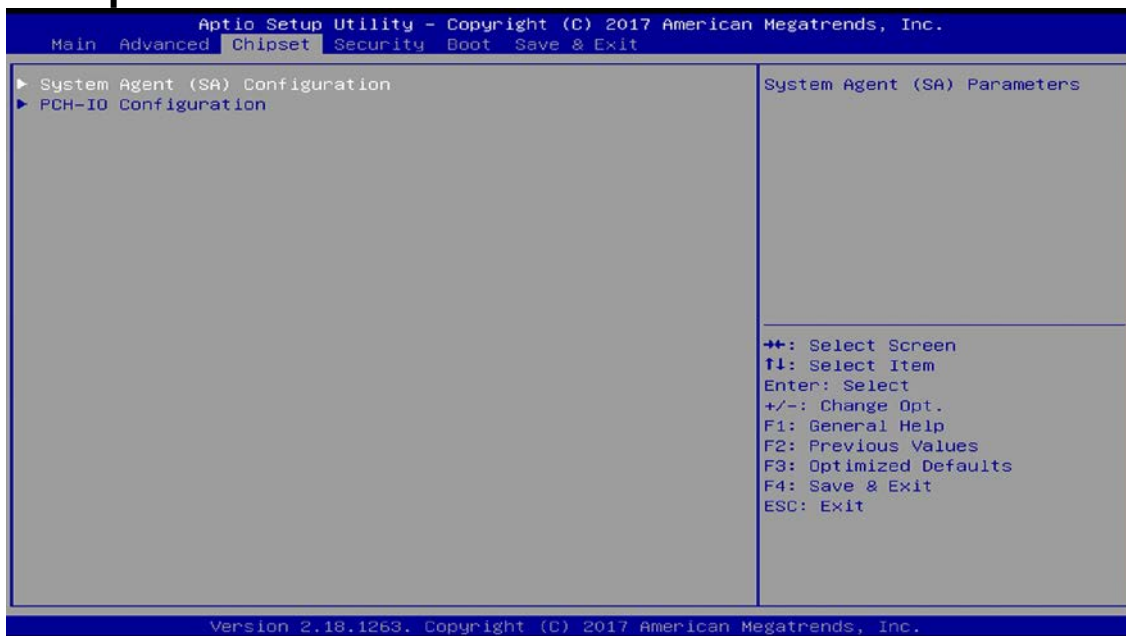 Aptio Setup Utility - Copyright (C) 2017 American Megatrends, Inc.
Main Advanced Chipset Security Boot Save & Exit
► System Agent (SA) Configuration
► PCH-IO Configuration
System Agent (SA) Parameters
→←: Select Screen
↑↓: Select Item
Enter: Select
+/-: Change Opt.
F1: General Help
F2: Previous Values
F3: Optimized Defaults
F4: Save & Exit
ESC: Exit
Version 2.18.1263. Copyright (C) 2017 American Megatrends, Inc.